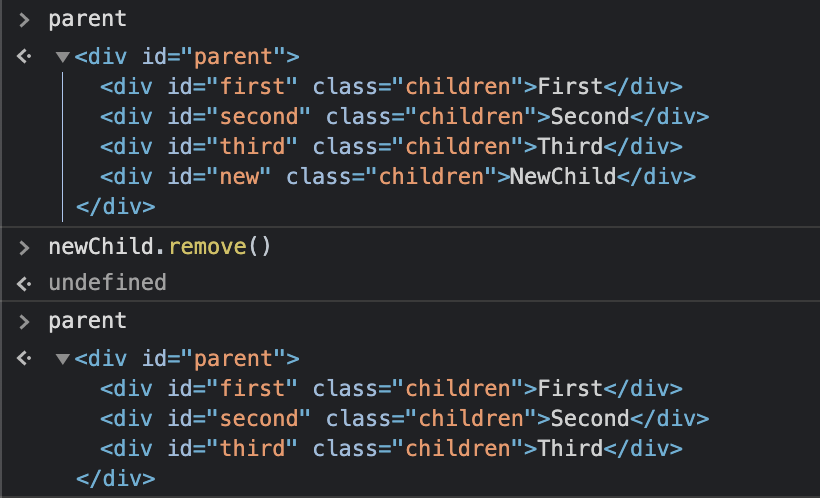 > parent
<div id="parent">
<div id="first" class="children">First</div>
<div id="second" class="children">Second</div>
<div id="third" class="children">Third</div>
<div id="new" class="children">NewChild</div>
</div>
> newChild.remove()
undefined
> parent
<div id="parent">
<div id="first" class="children">First</div>
<div id="second" class="children">Second</div>
<div id="third" class="children">Third</div>
</div>